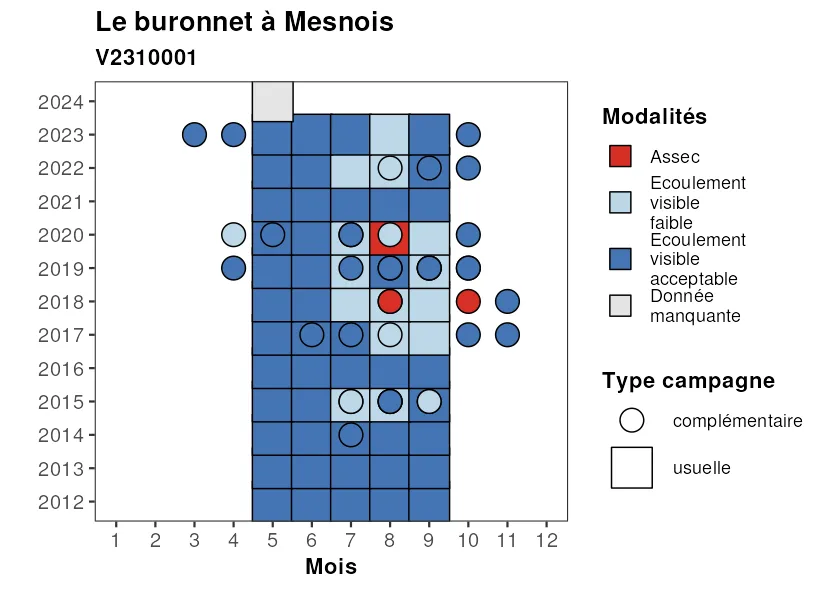 Le buronnet à Mesnois
V2310001
2024
2023
2022
2021
2020
2019
2018
2017
2016
2015
2014
2013
2012
1 2 3 4 5 6 7 8 9 10 11 12
Mois
Modalités
Assec
Ecoulement
visible
faible
Ecoulement
visible
acceptable
Donnée
manquante
Type campagne
complémentaire
usuelle